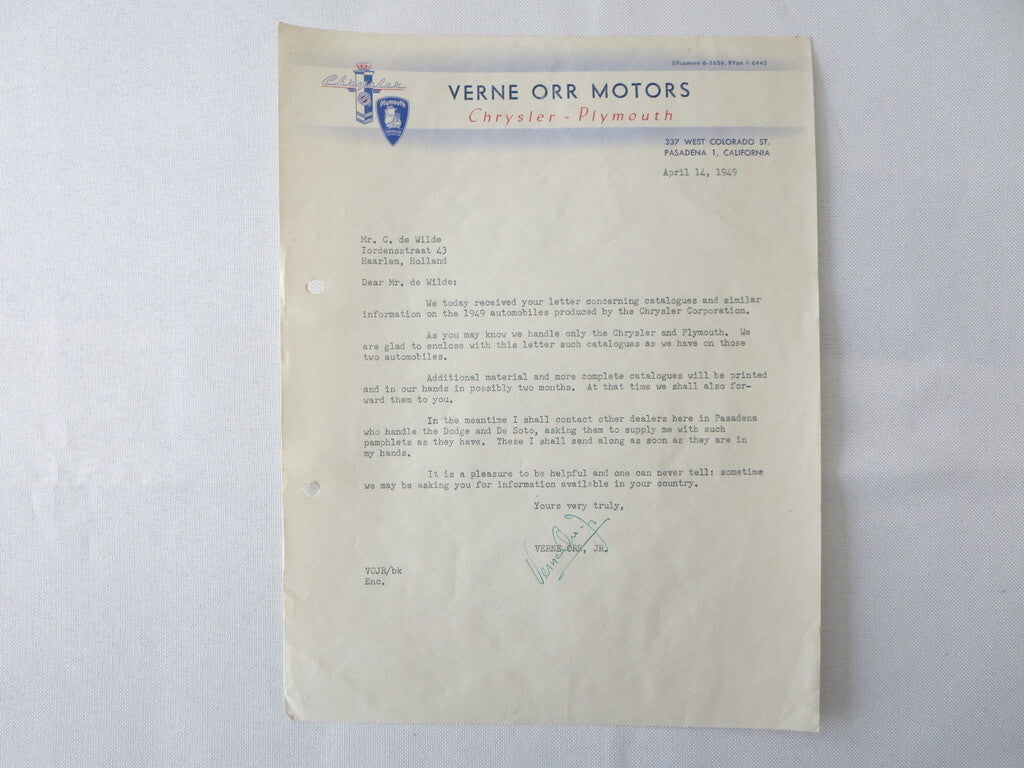 SYcamore 6-2656, RYan 1-6442
Chrysler
Plymouth
CHRYSLER
VERNE ORR MOTORS
Chrysler - Plymouth
337 WEST COLORADO ST.
PASADENA 1, CALIFORNIA
April 14, 1949
Mr. C. de Wilde
Iordensstraat 43
Haarlem, Holland
Dear Mr. de Wilde:
We today received your letter concerning catalogues and similar
information on the 1949 automobiles produced by the Chrysler Corporation.
As you may know we handle only the Chrysler and Plymouth. We
are glad to enclose with this letter such catalogues as we have on those
two automobiles.
Additional material and more complete catalogues will be printed
and in our hands in possibly two months. At that time we shall also for-
ward them to you.
In the meantime I shall contact other dealers here in Pasadena
who handle the Dodge and De Soto, asking them to supply me with such
pamphlets as they have. These I shall send along as soon as they are in
my hands.
It is a pleasure to be helpful and one can never tell: sometime
we may be asking you for information available in your country.
Yours very truly,
Verne Orr Jr
VERNE ORR, JR.
VOJR/bk
Enc.